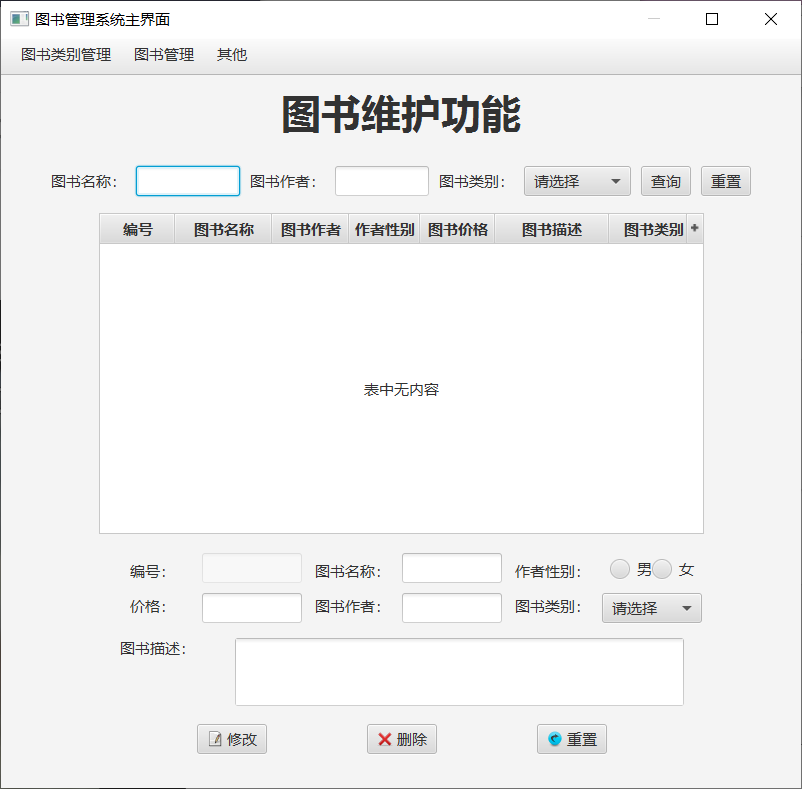 图书管理系统主界面
图书类别管理 图书管理 其他
图书维护功能
图书名称： 图书作者： 图书类别： 请选择 查询 重置
编号 图书名称 图书作者 作者性别 图书价格 图书描述 图书类别 +
表中无内容
编号： 图书名称： 作者性别： 男 女
价格： 图书作者： 图书类别： 请选择
图书描述：
修改 删除 重置